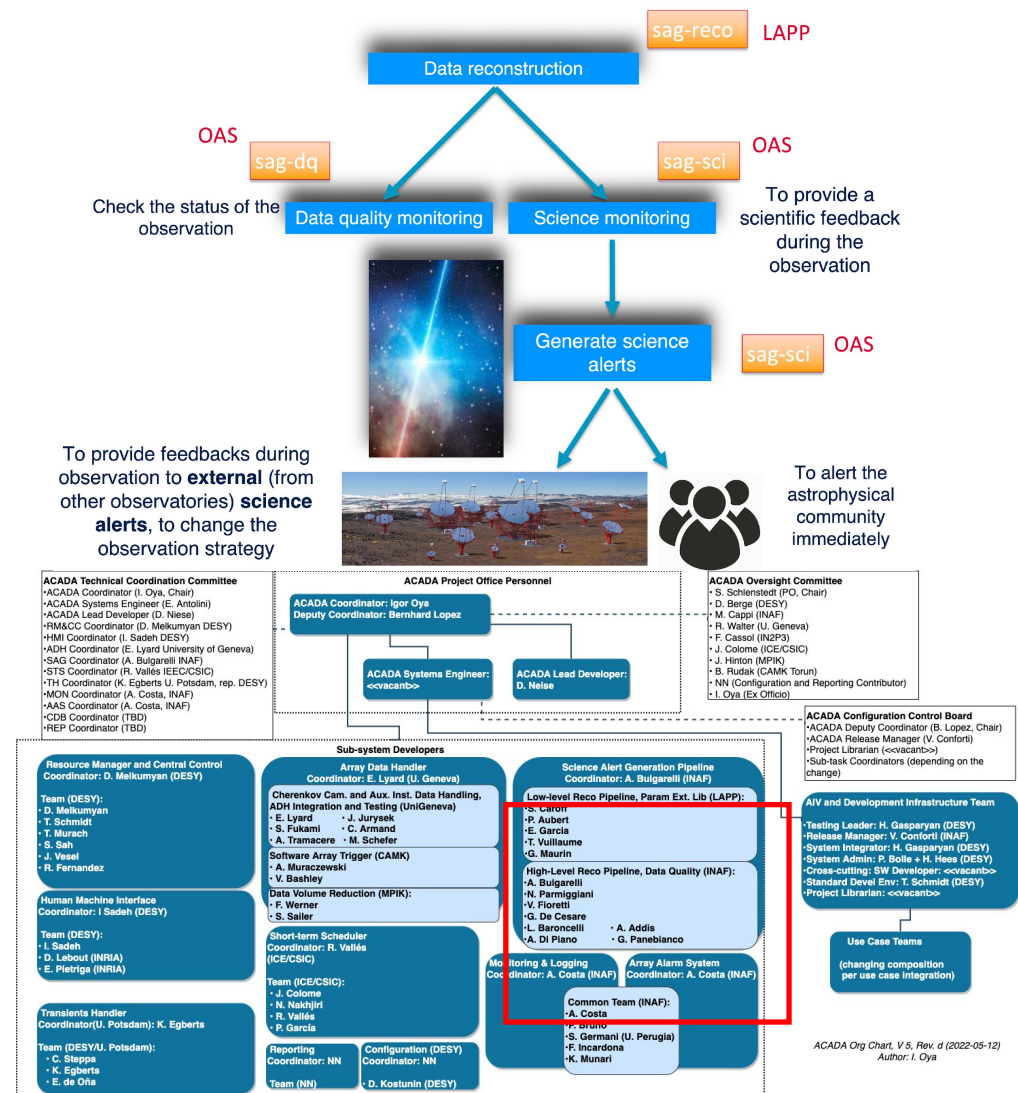 sag-reco
LAPP
Data reconstruction
OAS
sag-dq
sag-sci
OAS
Check the status of the
observation
Data quality monitoring
Science monitoring
To provide a
scientific feedback
during the
observation
Generate science
alerts
sag-sci
OAS
To provide feedbacks during
observation to external (from
other observatories) science
alerts, to change the
observation strategy
To alert the
astrophysical
community
immediately
ACADA Technical Coordination Committee
•ACADA Coordinator (I. Oya, Chair)
•ACADA Systems Engineer (E. Antolini)
•ACADA Lead Developer (D. Niese)
•RM&CC Coordinator (D. Melkumyan DESY)
•HMI Coordinator (I. Sadeh DESY)
•ADH Coordinator (E. Lyard University of Geneva)
•SAG Coordinator (A. Bulgarelli INAF)
•STS Coordinator (R. Vallés IEEC/CSIC)
•TH Coordinator (K. Egberts U. Potsdam, rep. DESY)
•MON Coordinator (A. Costa, INAF)
•AAS Coordinator (A. Costa, INAF)
•CDB Coordinator (TBD)
•REP Coordinator (TBD)
ACADA Project Office Personnel
ACADA Coordinator: Igor Oya
Deputy Coordinator: Bernhard Lopez
ACADA Systems Engineer:
<<vacant>>
ACADA Lead Developer:
D. Neise
ACADA Oversight Committee
• S. Schlenstedt (PO, Chair)
• D. Berge (DESY)
• M. Cappi (INAF)
• R. Walter (U. Geneva)
• F. Cassol (IN2P3)
• J. Colome (ICE/CSIC)
• J. Hinton (MPIK)
• B. Rudak (CAMK Torun)
• NN (Configuration and Reporting Contributor)
• I. Oya (Ex Officio)
ACADA Configuration Control Board
•ACADA Deputy Coordinator (B. Lopez, Chair)
•ACADA Release Manager (V. Conforti)
•Project Librarian (<<vacant>>)
•Sub-task Coordinators (depending on the
change)
Sub-system Developers
Resource Manager and Central Control
Coordinator: D. Melkumyan (DESY)
Team (DESY):
• D. Melkumyan
• T. Schmidt
• T. Murach
• S. Sah
• J. Vesel
• R. Fernandez
Human Machine Interface
Coordinator: I Sadeh (DESY)
Team (DESY):
• I. Sadeh
• D. Lebout (INRIA)
• E. Pietriga (INRIA)
Transients Handler
Coordinator(U. Potsdam): K. Egberts
Team (DESY/U. Potsdam):
• C. Steppa
• K. Egberts
• E. de Oña
Array Data Handler
Coordinator: E. Lyard (U. Geneva)
Cherenkov Cam. and Aux. Inst. Data Handling,
ADH Integration and Testing (UniGeneva)
• E. Lyard • J. Jurysek
• S. Fukami • C. Armand
• A. Tramacere • M. Schefer
Software Array Trigger (CAMK)
• A. Muraczewski
• V. Bashley
Data Volume Reduction (MPIK)
• F. Werner
• S. Sailer
Short-term Scheduler
Coordinator: R. Vallés
(ICE/CSIC)
Team (ICE/CSIC):
• J. Colome
• N. Nakhjiri
• R. Vallés
• P. García
Reporting
Coordinator: NN
Team (NN)
Configuration (DESY)
Coordinator: NN
• D. Kostunin (DESY)
Science Alert Generation Pipeline
Coordinator: A. Bulgarelli (INAF)
Low-level Reco Pipeline, Param Ext. Lib (LAPP):
•S. Caroff
•P. Aubert
•E. Garcia
•T. Vuillaume
•G. Maurin
High-Level Reco Pipeline, Data Quality (INAF):
•A. Bulgarelli
•N. Parmiggiani
•V. Fioretti
•G. De Cesare
•L. Baroncelli • A. Addis
•A. Di Piano • G. Panebianco
Monitoring & Logging
Coordinator: A. Costa (INAF)
Array Alarm System
Coordinator: A. Costa (INAF)
Common Team (INAF):
•A. Costa
•P. Bruno
•S. Germani (U. Perugia)
•F. Incardona
•K. Munari
AIV and Development Infrastructure Team
•Testing Leader: H. Gasparyan (DESY)
•Release Manager: V. Conforti (INAF)
•System Integrator: H. Gasparyan (DESY)
•System Admin: P. Bolle + H. Hees (DESY)
•Cross-cutting: SW Developer: <<vacant>>
•Standard Devel Env: T. Schmidt (DESY)
•Project Librarian: <<vacant>>
Use Case Teams
(changing composition
per use case integration)
ACADA Org Chart, V 5, Rev. d (2022-05-12)
Author: I. Oya